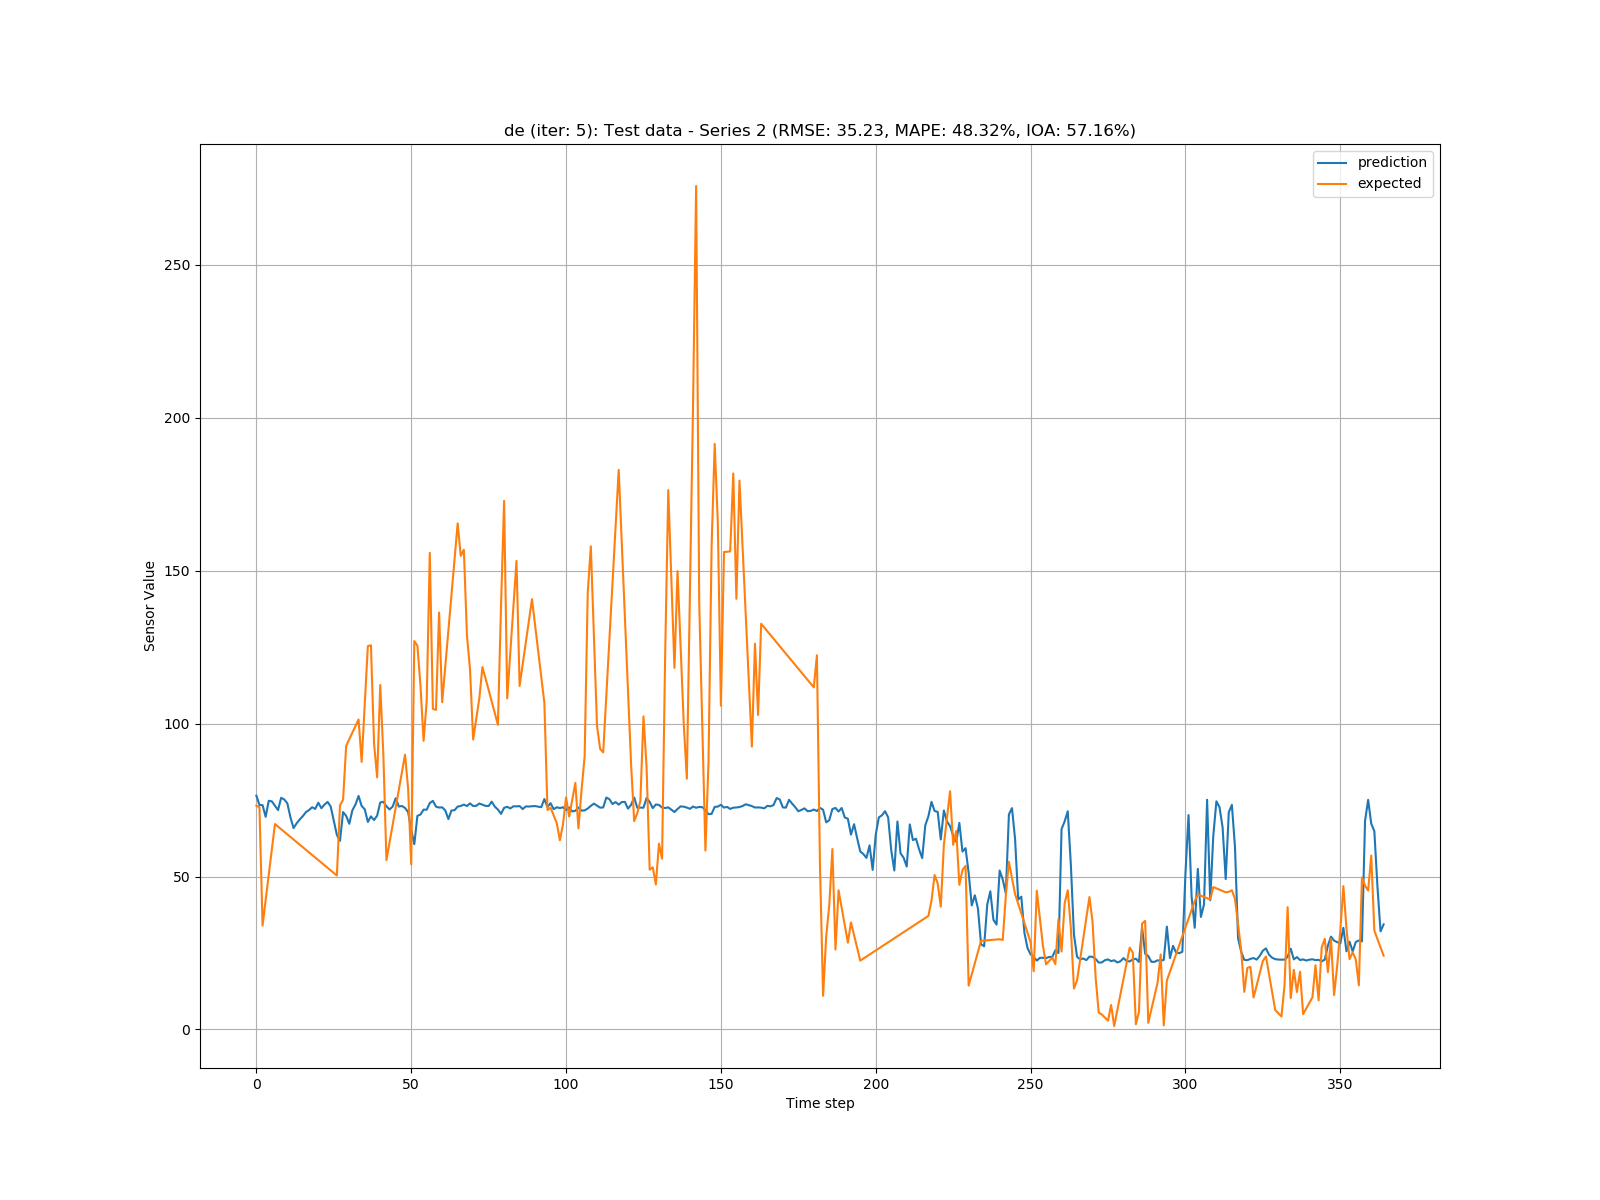 de (iter: 5): Test data - Series 2 (RMSE: 35.23, MAPE: 48.32%, IOA: 57.16%)
prediction
expected
250
200
150
100
50
0
Sensor Value
0 50 100 150 200 250 300 350
Time step